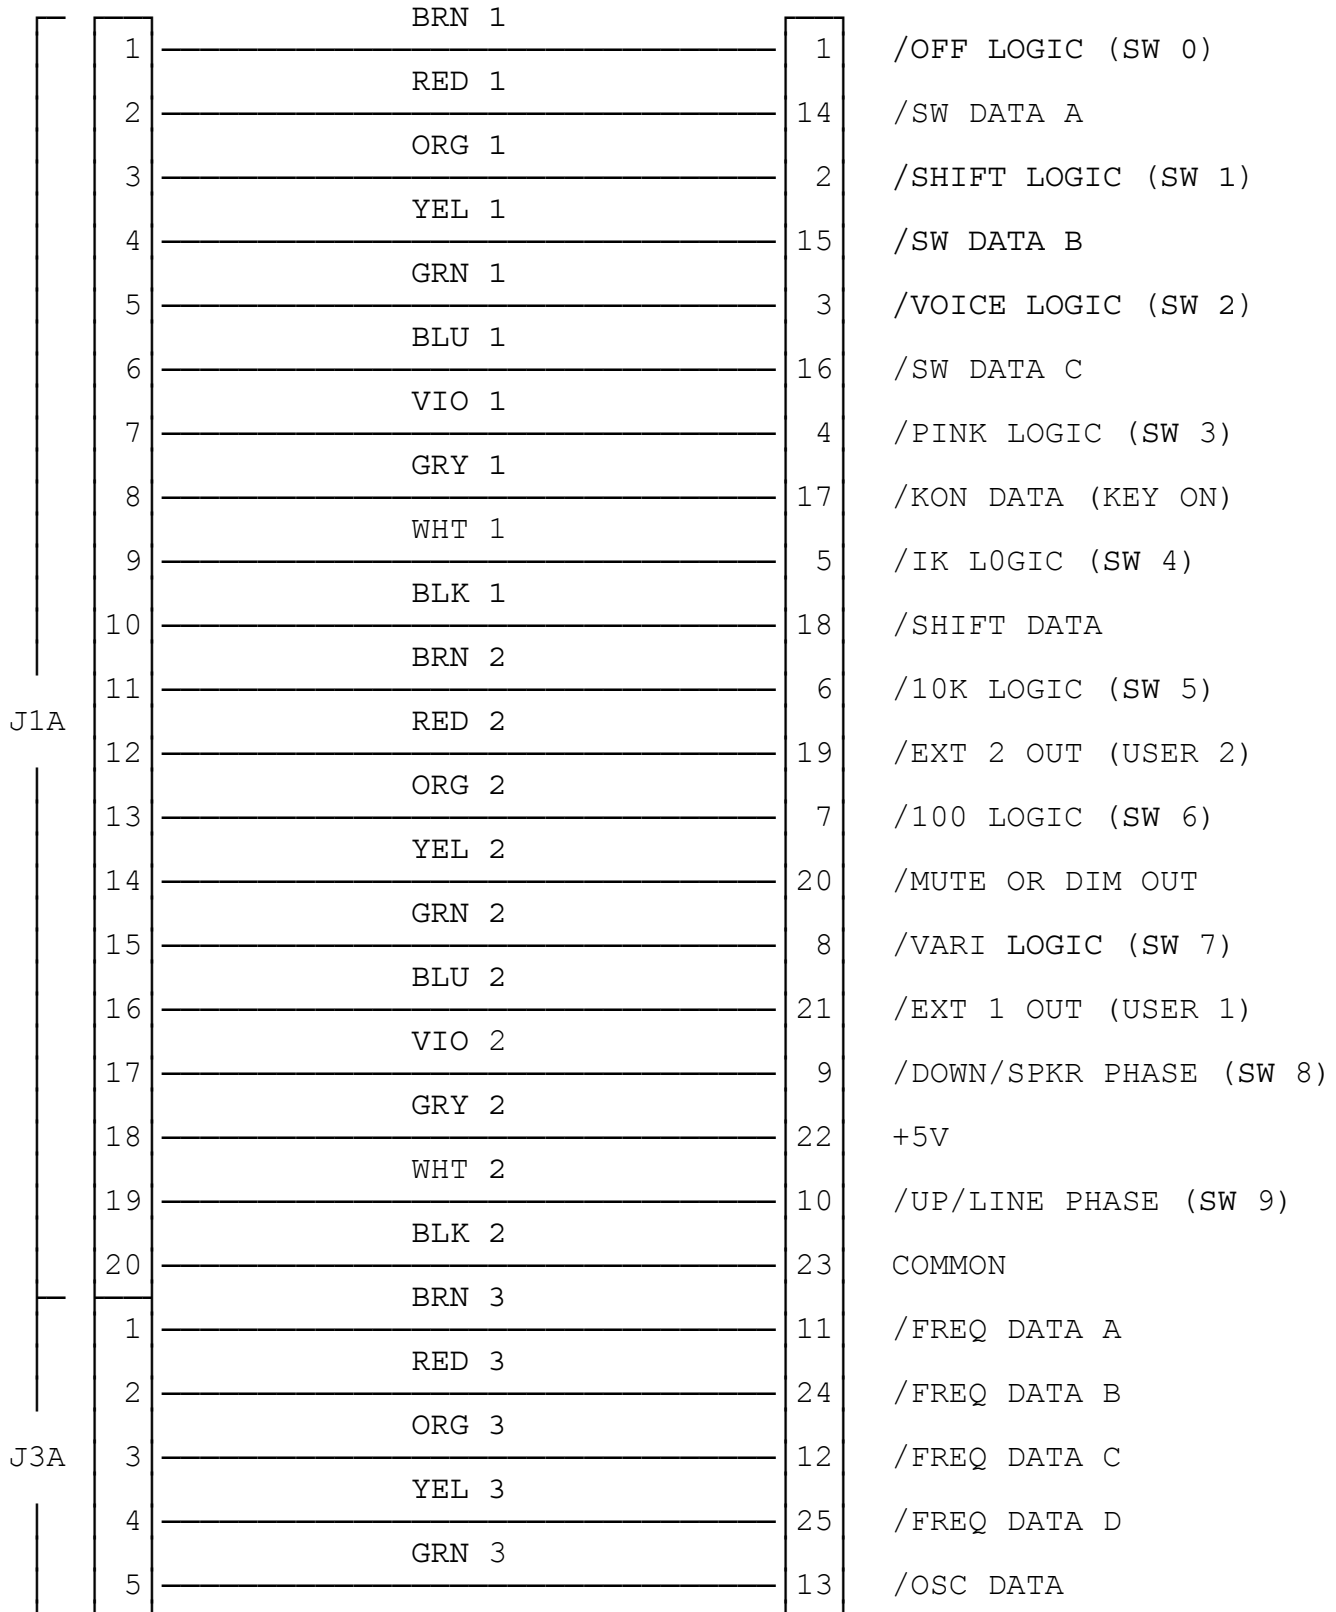 BRN 1
1 1 /OFF LOGIC (SW 0)
RED 1
2 14 /SW DATA A
ORG 1
3 2 /SHIFT LOGIC (SW 1)
YEL 1
4 15 /SW DATA B
GRN 1
5 3 /VOICE LOGIC (SW 2)
BLU 1
6 16 /SW DATA C
VIO 1
7 4 /PINK LOGIC (SW 3)
GRY 1
8 17 /KON DATA (KEY ON)
WHT 1
9 5 /IK L0GIC (SW 4)
BLK 1
10 18 /SHIFT DATA
BRN 2
11 6 /10K LOGIC (SW 5)
J1A RED 2
12 19 /EXT 2 OUT (USER 2)
ORG 2
13 7 /100 LOGIC (SW 6)
YEL 2
14 20 /MUTE OR DIM OUT
GRN 2
15 8 /VARI LOGIC (SW 7)
BLU 2
16 21 /EXT 1 OUT (USER 1)
VIO 2
17 9 /DOWN/SPKR PHASE (SW 8)
GRY 2
18 22 +5V
WHT 2
19 10 /UP/LINE PHASE (SW 9)
BLK 2
20 23 COMMON
BRN 3
1 11 /FREQ DATA A
RED 3
2 24 /FREQ DATA B
ORG 3
J3A 3 12 /FREQ DATA C
YEL 3
4 25 /FREQ DATA D
GRN 3
5 13 /OSC DATA